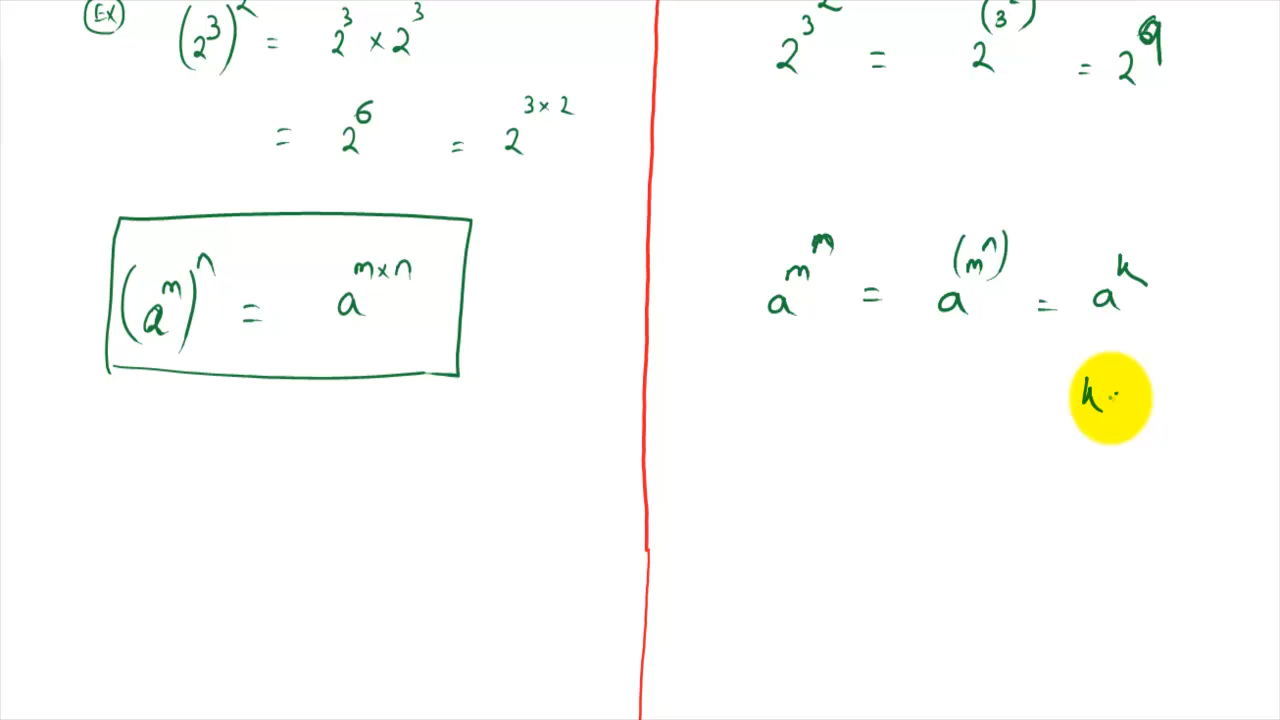 Ex (2^3)^2 = 2^3 × 2^3
= 2^6 = 2^{3×2}
(a^m)^n = a^{m×n}
2^{3^2} = 2^{(3^2)} = 2^9
a^{m^n} = a^{(m^n)} = a^k
k